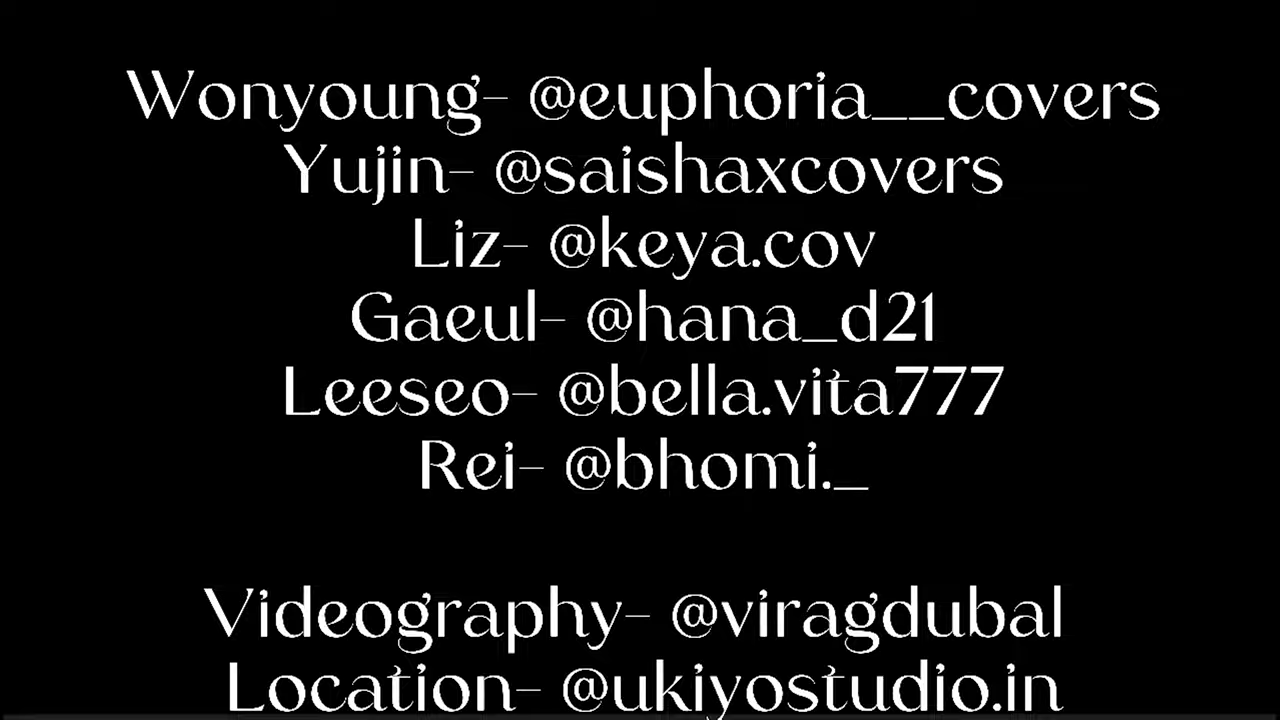 Wonyoung- @euphoria__covers
Yujin- @saishaxcovers
Liz- @keya.cov
Gaeul- @hana_d21
Leeseo- @bella.vita777
Rei- @bhomi._
Videography- @viragdubal
Location- @ukiyostudio.in